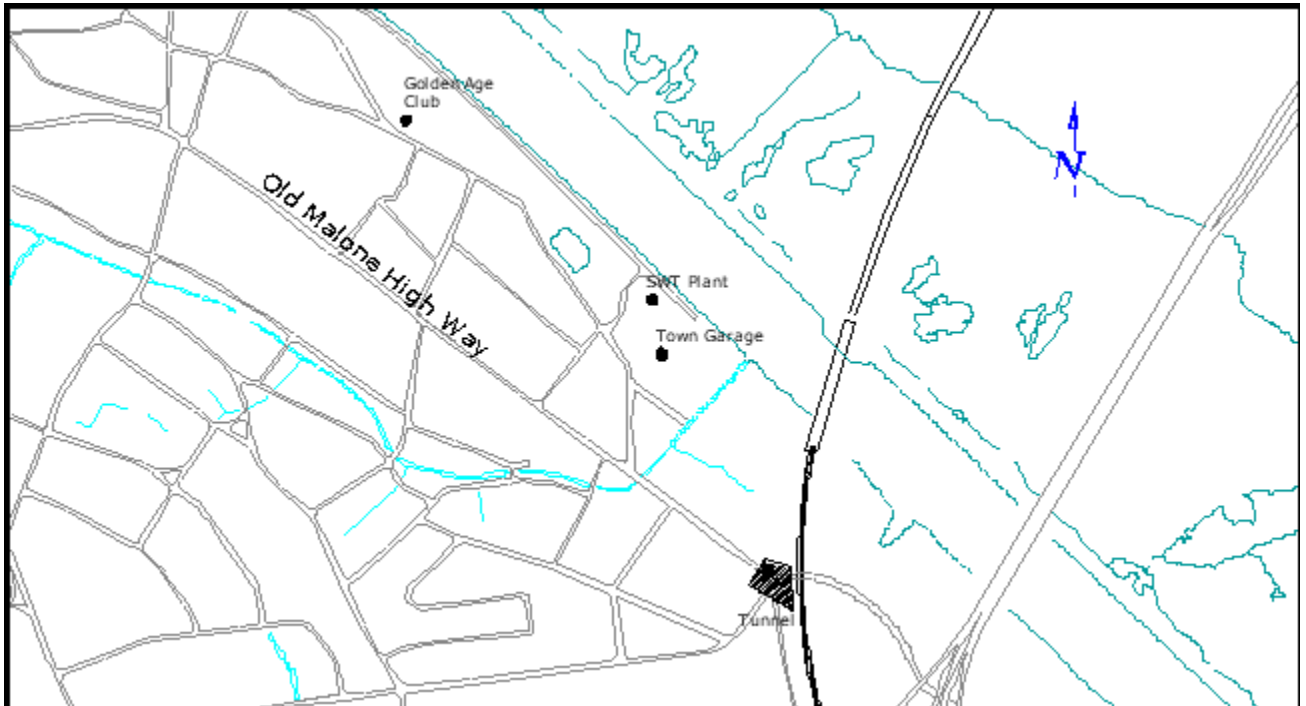 Golden Age
Club
N
Old Malone High Way
SWT Plant
Town Garage
Tunnel